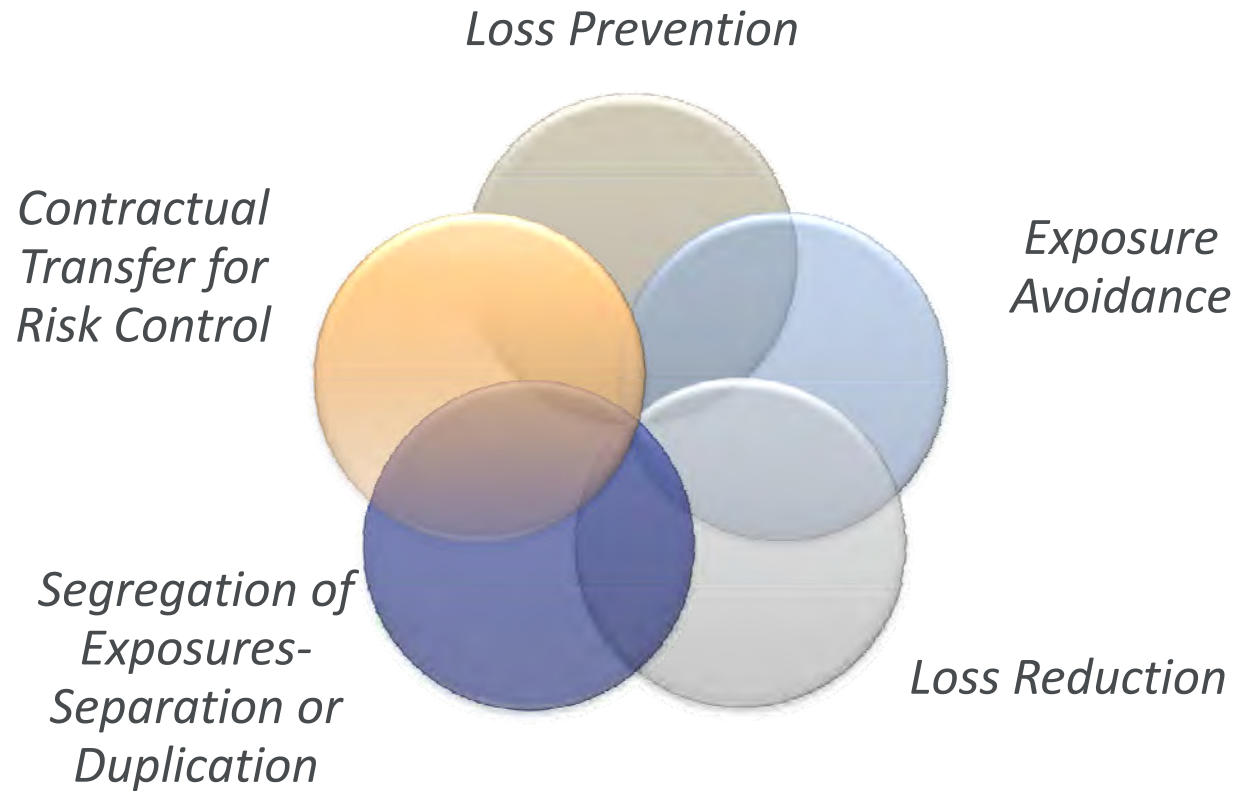 Loss Prevention
Contractual
Transfer for
Risk Control
Exposure
Avoidance
Segregation of
Exposures-
Separation or
Duplication
Loss Reduction